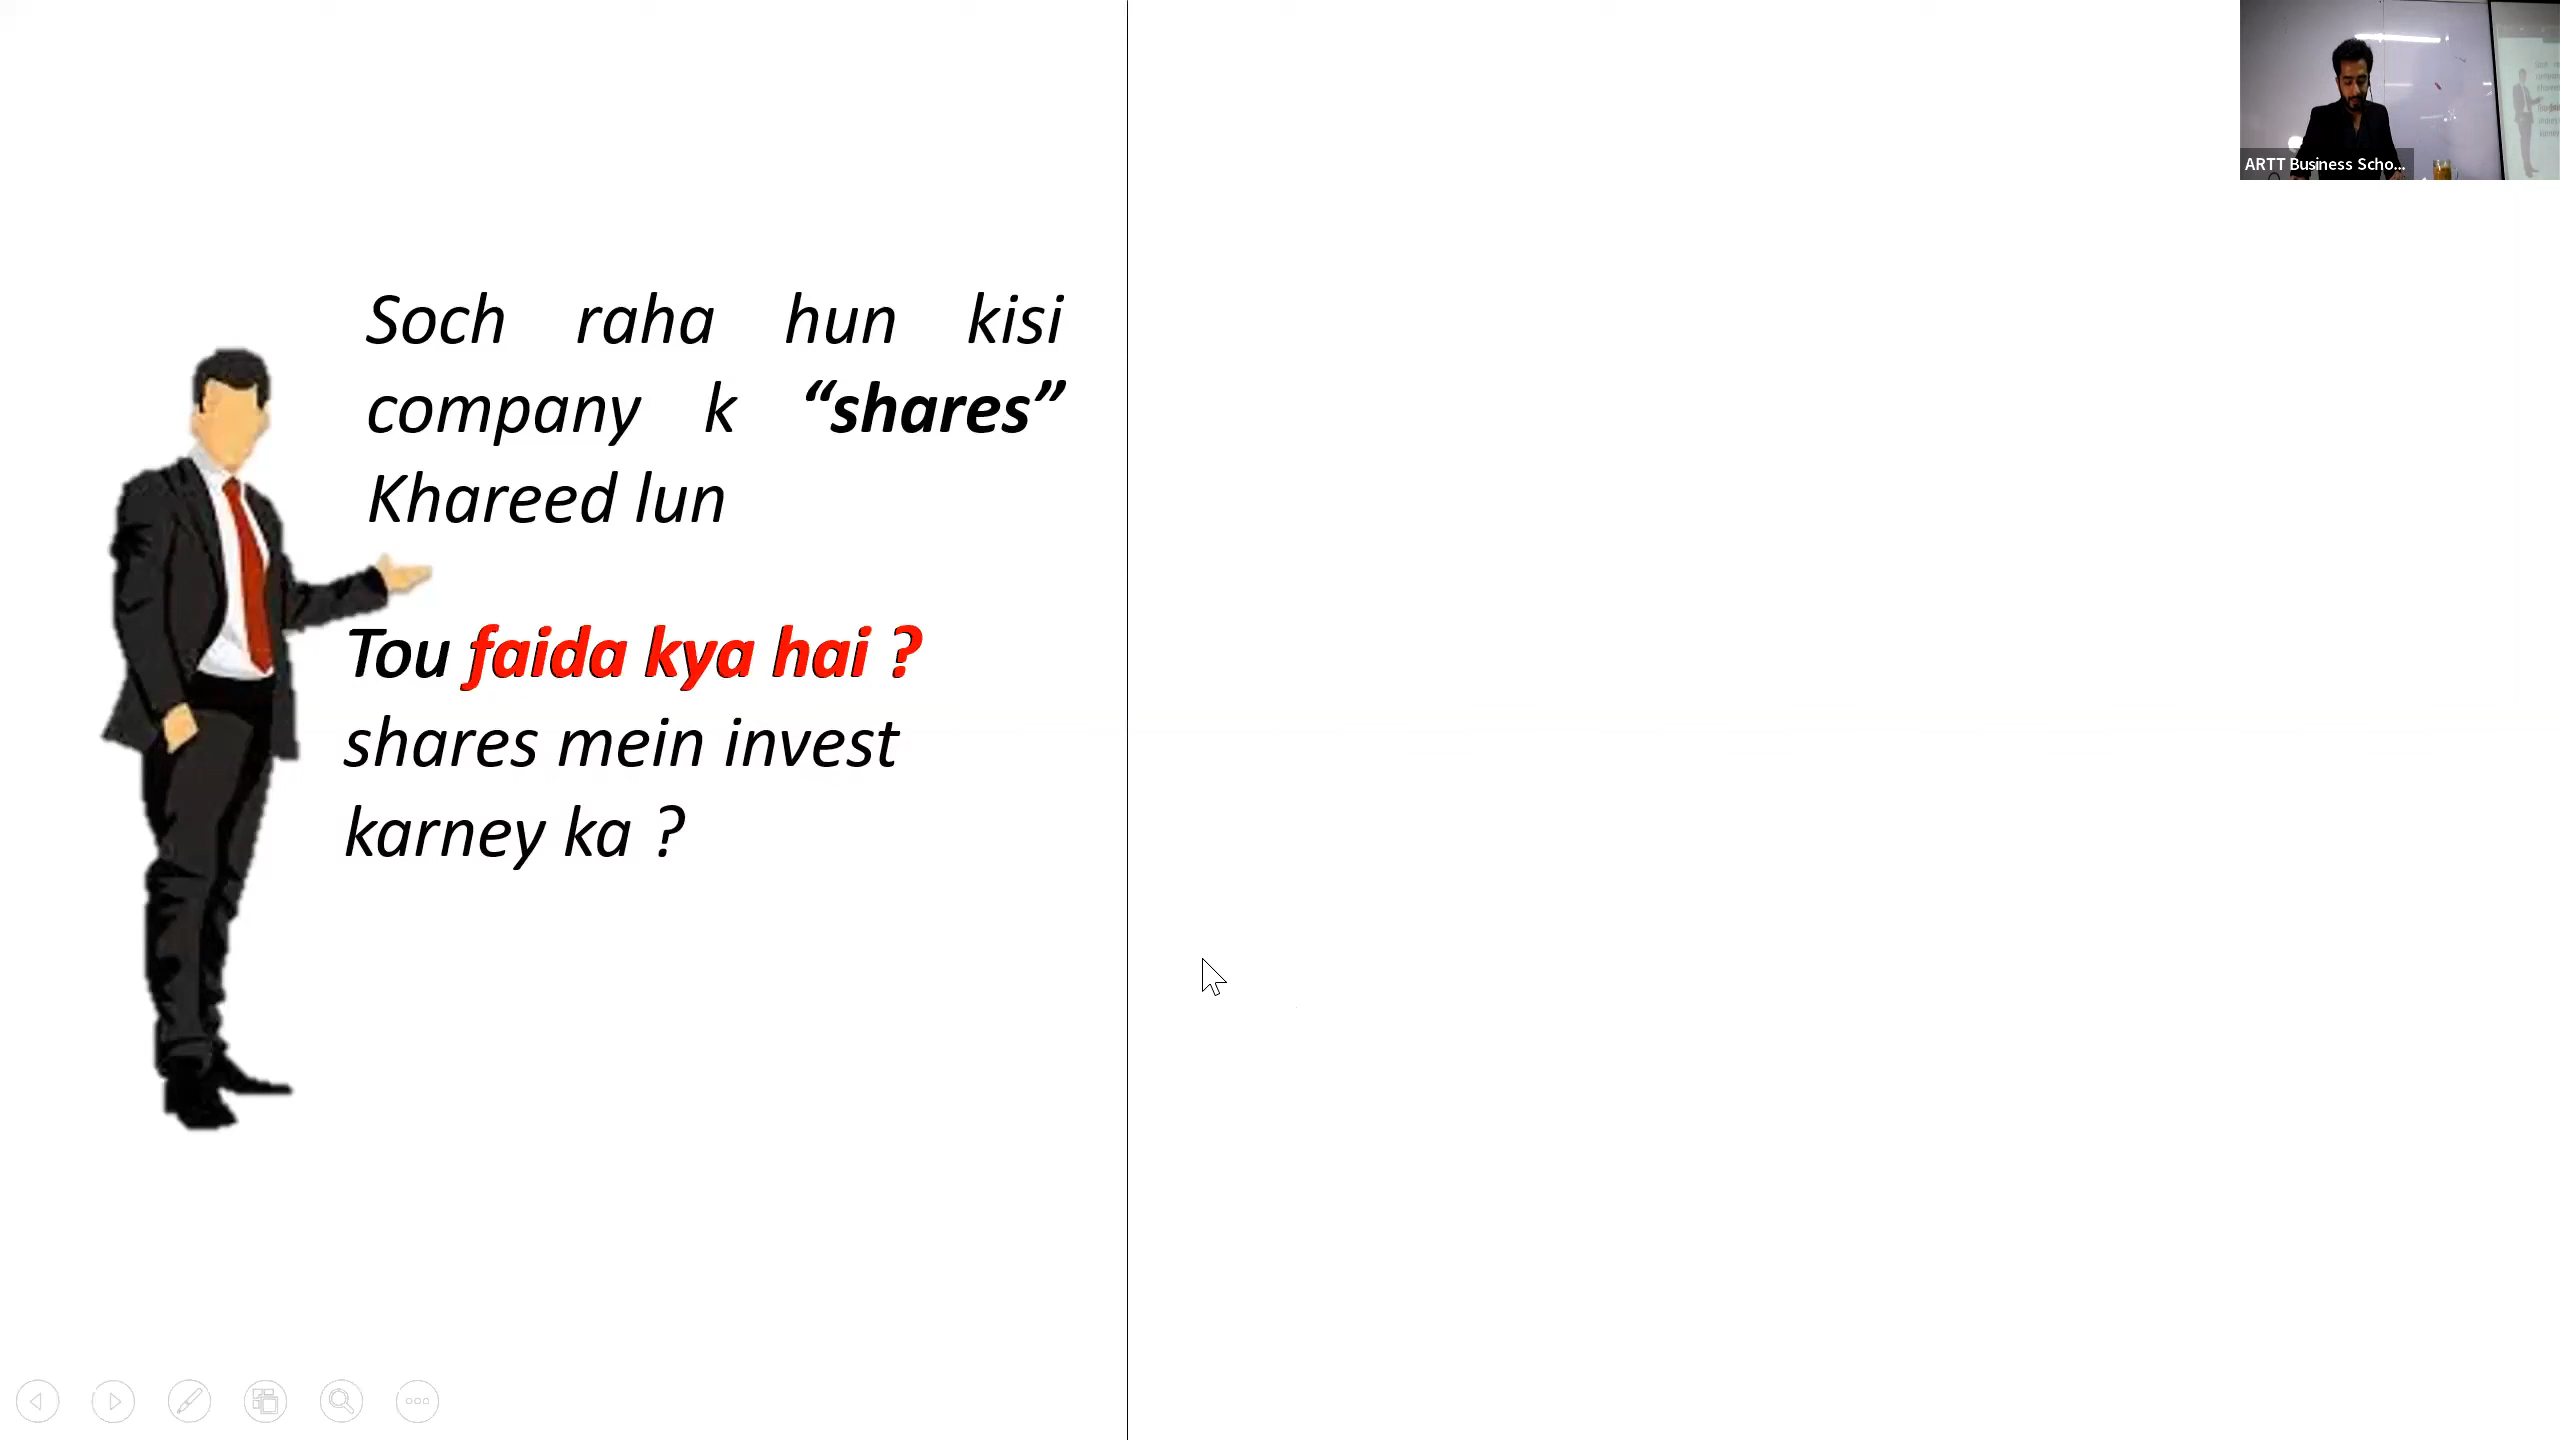 Soch raha hun kisi
company k “shares”
Khareed lun
Tou faida kya hai ?
shares mein invest
karney ka ?
ARTT Business Scho...